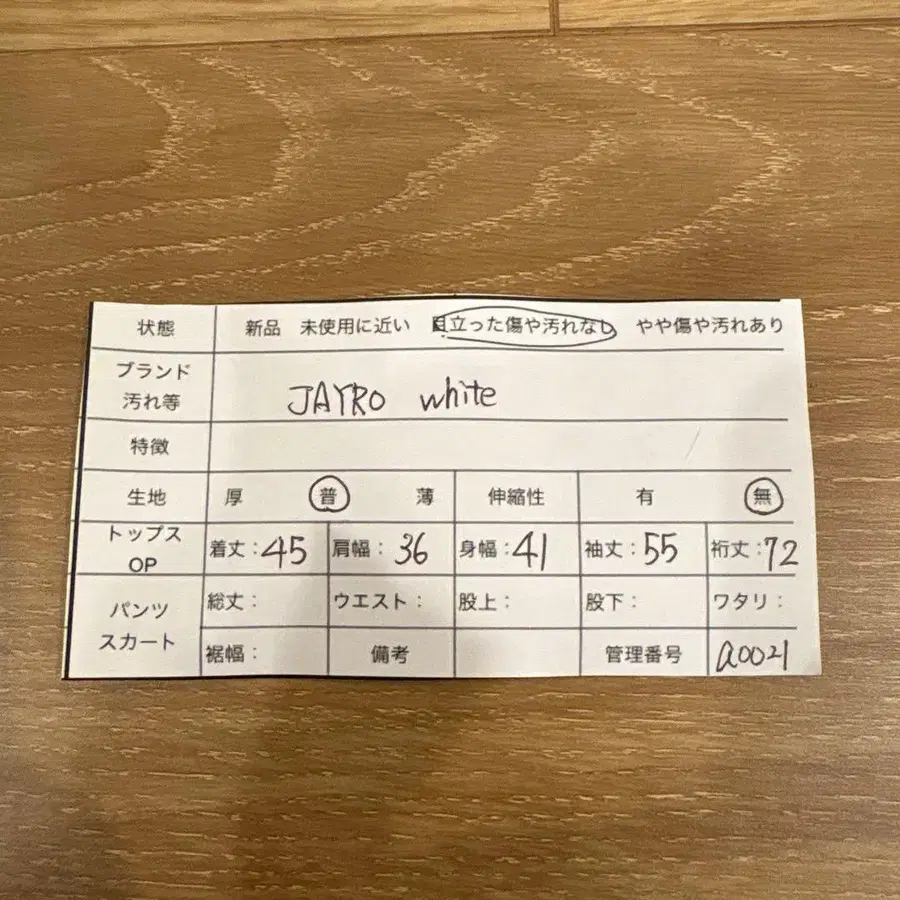 状態 新品 未使用に近い 目立った傷や汚れなし やや傷や汚れあり
ブランド
汚れ等
JAYRO white
特徴
生地 厚 普 薄 伸縮性 有 無
トップス
OP
着丈:45 肩幅:36 身幅:41 袖丈:55 裄丈:72
パンツ
スカート
総丈: ウエスト: 股上: 股下: ワタリ:
裾幅: 備考 管理番号 a0021